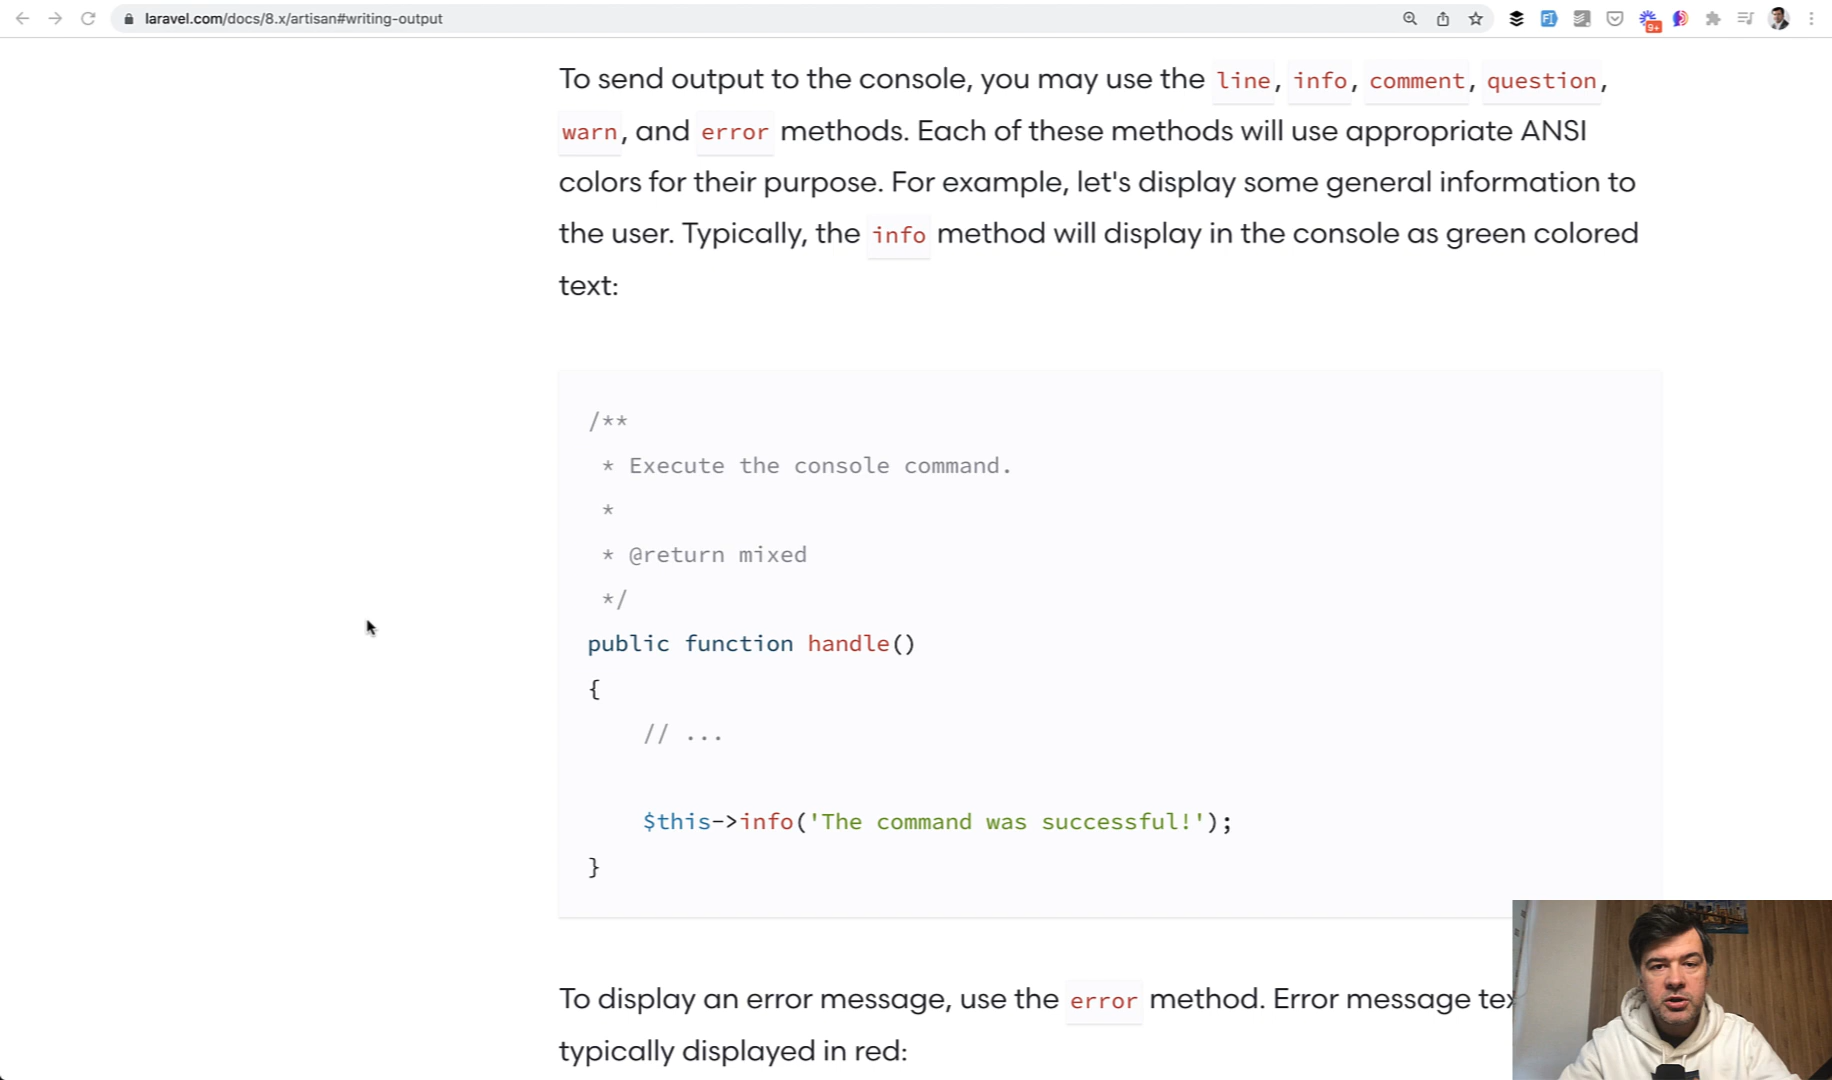 laravel.com/docs/8.x/artisan#writing-output
9+
To send output to the console, you may use the line, info, comment, question,
warn, and error methods. Each of these methods will use appropriate ANSI
colors for their purpose. For example, let's display some general information to
the user. Typically, the info method will display in the console as green colored
text:
/**
* Execute the console command.
*
* @return mixed
*/
public function handle()
{
// ...
$this->info('The command was successful!');
}
To display an error message, use the error method. Error message
typically displayed in red: